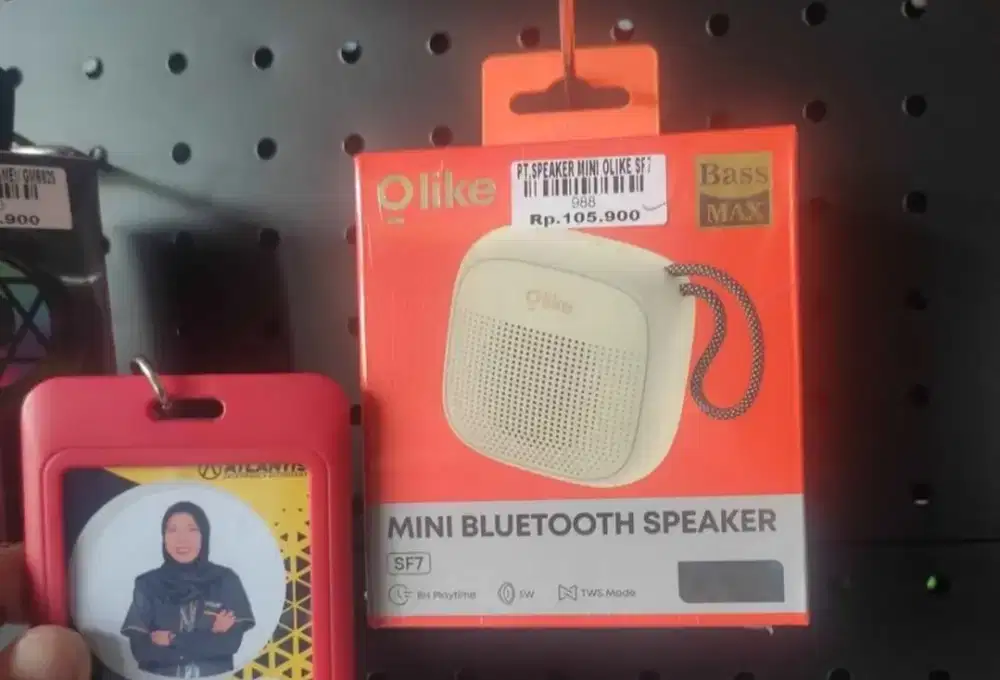 .900
Olike
PT.SPEAKER MINI OLIKE SF7
988
Rp.105.900
Bass
MAX
Olike
MINI BLUETOOTH SPEAKER
SF7
8H Playtime
5W
TWS Mode
ATLANTIS